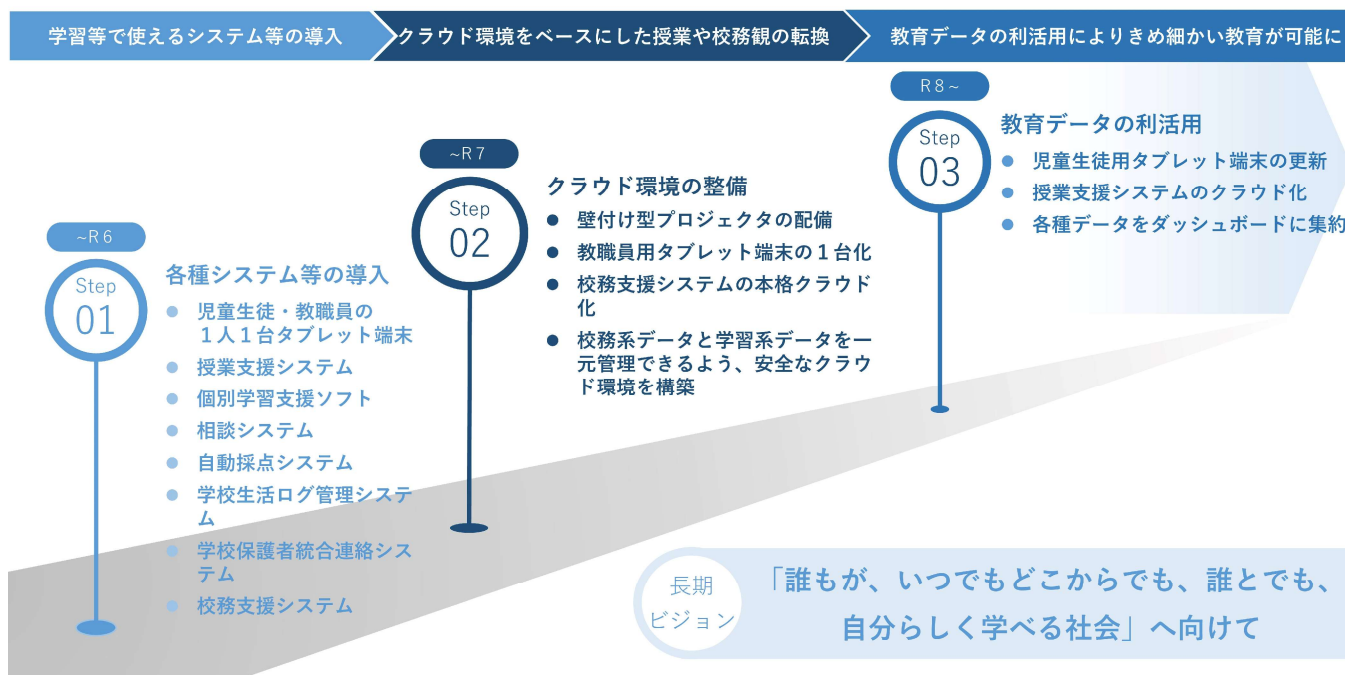 学習等で使えるシステム等の導入
クラウド環境をベースにした授業や校務観の転換
教育データの利活用によりきめ細かい教育が可能に
~R6
Step
01
各種システム等の導入
● 児童生徒・教職員の
１人１台タブレット端末
● 授業支援システム
● 個別学習支援ソフト
● 相談システム
● 自動採点システム
● 学校生活ログ管理システ
ム
● 学校保護者統合連絡シス
テム
● 校務支援システム
~R7
Step
02
クラウド環境の整備
● 壁付け型プロジェクタの配備
● 教職員用タブレット端末の１台化
● 校務支援システムの本格クラウド
化
● 校務系データと学習系データを一
元管理できるよう、安全なクラウ
ド環境を構築
R8~
Step
03
教育データの利活用
● 児童生徒用タブレット端末の更新
● 授業支援システムのクラウド化
● 各種データをダッシュボードに集約
長期
ビジョン
「誰もが、いつでもどこからでも、誰とでも、
自分らしく学べる社会」へ向けて